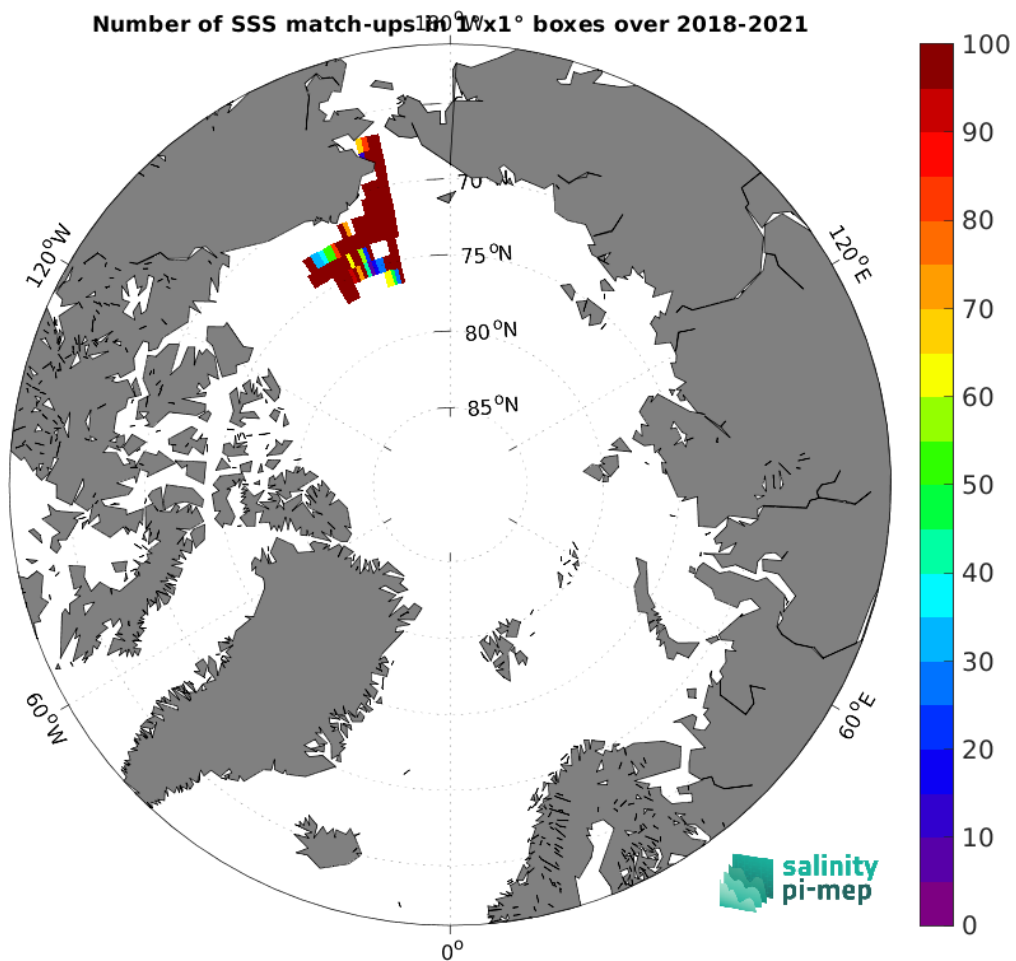 Number of SSS match-ups in 1°x1° boxes over 2018-2021
180°W
100
90
80
70
60
50
40
30
20
10
0
120°W
120°E
70°N
75°N
80°N
85°N
60°W
60°E
0°
salinity
pi-mep